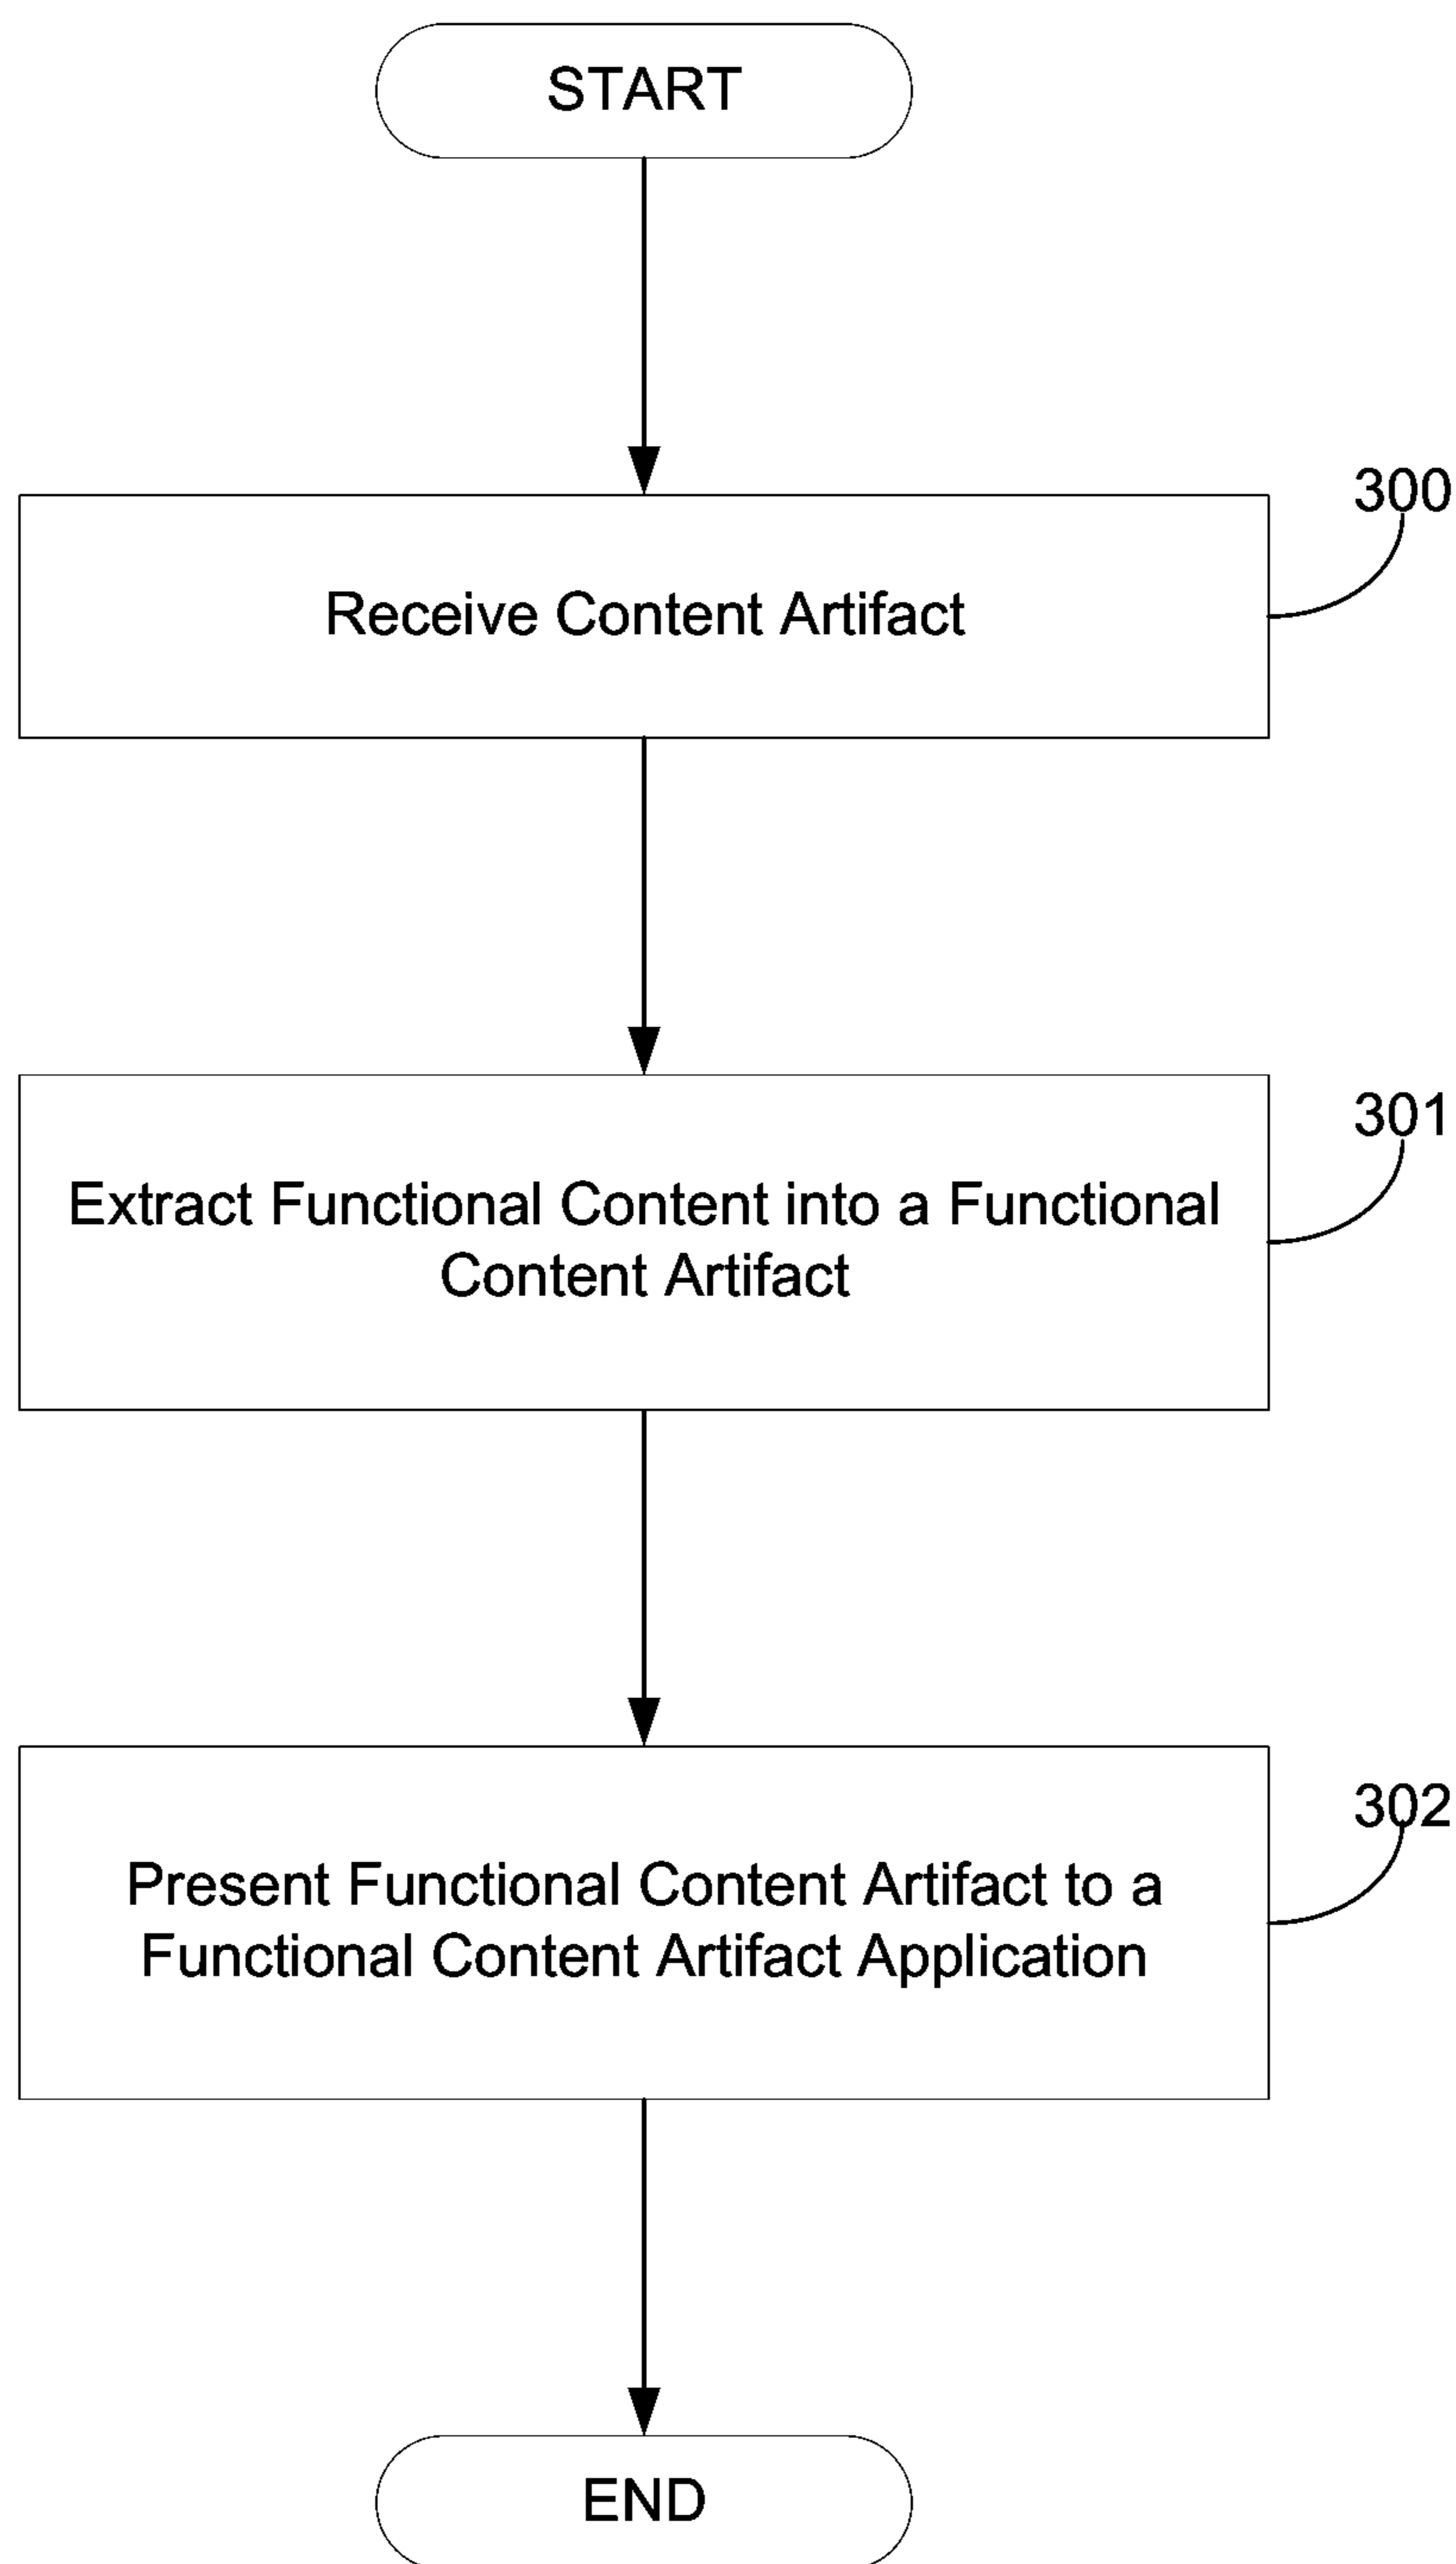 START
300
Receive Content Artifact
301
Extract Functional Content into a Functional
Content Artifact
302
Present Functional Content Artifact to a
Functional Content Artifact Application
END